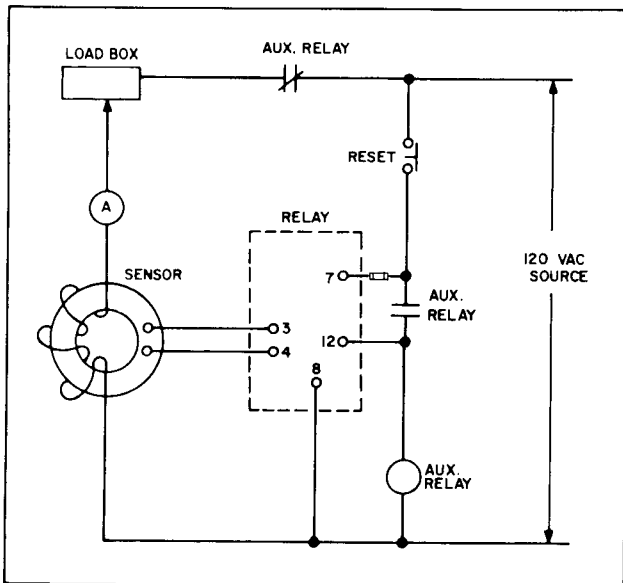 LOAD BOX
AUX. RELAY
RESET
A
RELAY
SENSOR
120 VAC
SOURCE
7
AUX.
RELAY
3
4
12
8
AUX.
RELAY